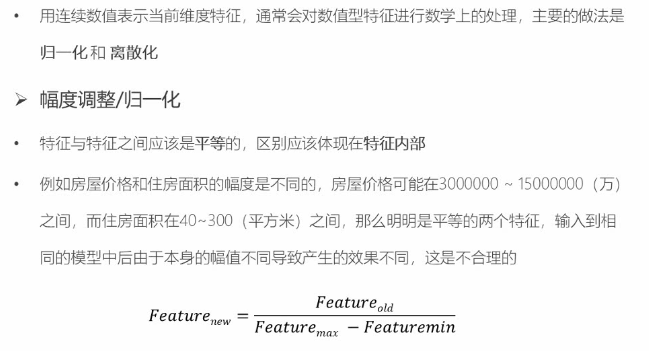 • 用连续数值表示当前维度特征，通常会对数值型特征进行数学上的处理，主要的做法是
归一化 和 离散化
➢ 幅度调整/归一化
• 特征与特征之间应该是平等的，区别应该体现在特征内部
• 例如房屋价格和住房面积的幅度是不同的，房屋价格可能在3000000 ~ 15000000（万）
之间，而住房面积在40~300（平方米）之间，那么明明是平等的两个特征，输入到相
同的模型中后由于本身的幅值不同导致产生的效果不同，这是不合理的
Feature_new = Feature_old / (Feature_max − Featuremin)